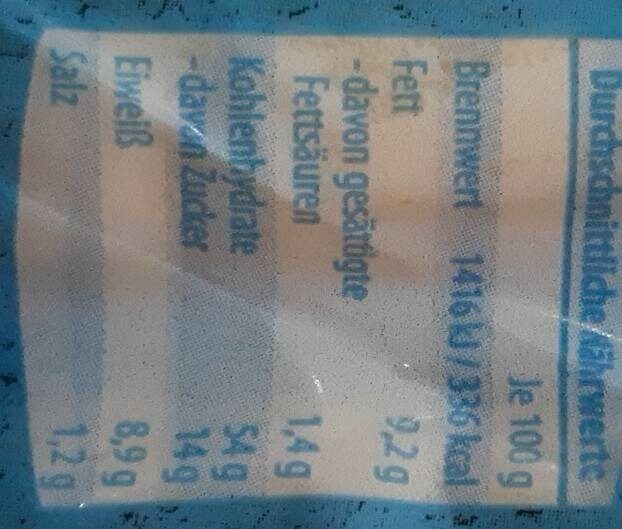 Durchschnittliche Nährwerte
Je 100 g
Brennwert 1416 kJ / 336 kcal
Fett 9,2 g
-davon gesättigte
Fettsäuren 1,4 g
Kohlenhydrate 54 g
-davon Zucker 14 g
Eiweiß 8,9 g
Salz 1,2 g